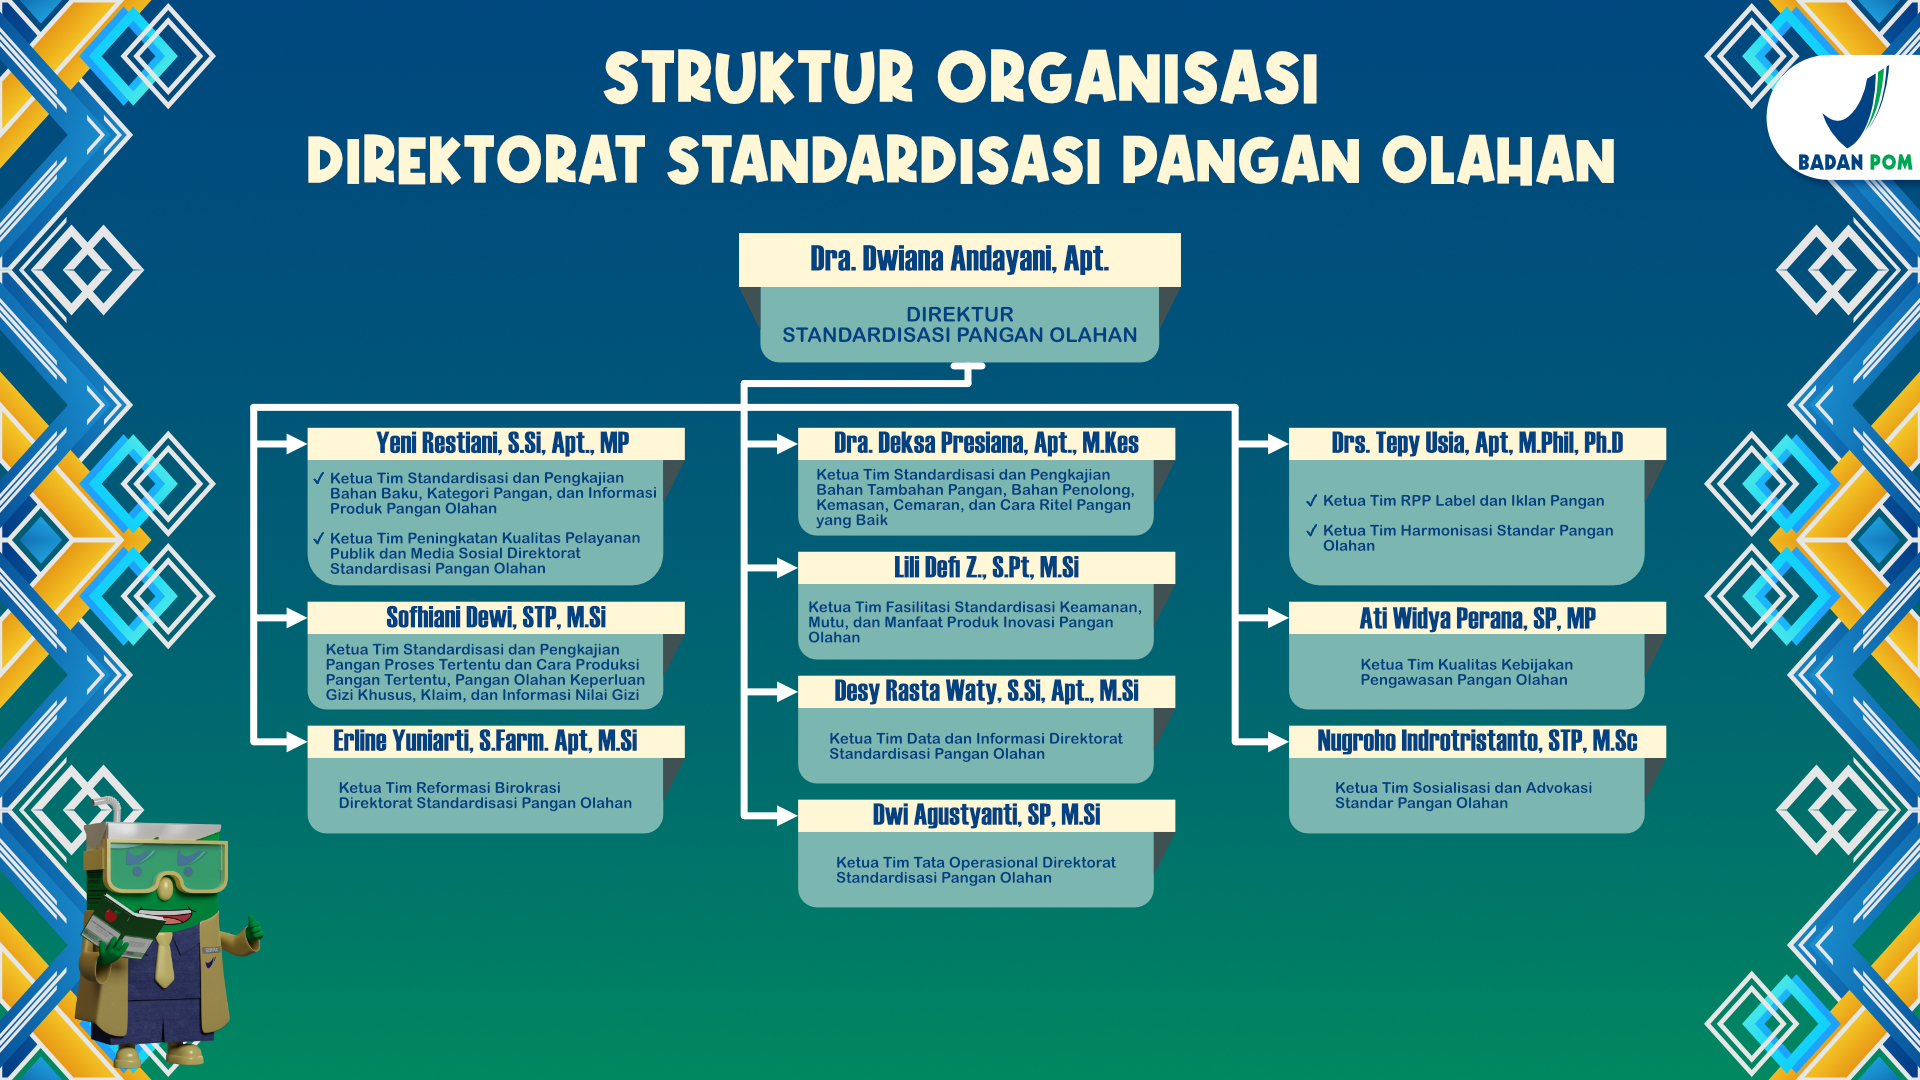 STRUKTUR ORGANISASI
DIREKTORAT STANDARDISASI PANGAN OLAHAN
BADAN POM
Dra. Dwiana Andayani, Apt.
DIREKTUR
STANDARDISASI PANGAN OLAHAN
Yeni Restiani, S.Si, Apt., MP
✓ Ketua Tim Standardisasi dan Pengkajian
Bahan Baku, Kategori Pangan, dan Informasi
Produk Pangan Olahan
✓ Ketua Tim Peningkatan Kualitas Pelayanan
Publik dan Media Sosial Direktorat
Standardisasi Pangan Olahan
Sofhiani Dewi, STP, M.Si
Ketua Tim Standardisasi dan Pengkajian
Pangan Proses Tertentu dan Cara Produksi
Pangan Tertentu, Pangan Olahan Keperluan
Gizi Khusus, Klaim, dan Informasi Nilai Gizi
Erline Yuniarti, S.Farm. Apt, M.Si
Ketua Tim Reformasi Birokrasi
Direktorat Standardisasi Pangan Olahan
Dra. Deksa Presiana, Apt., M.Kes
Ketua Tim Standardisasi dan Pengkajian
Bahan Tambahan Pangan, Bahan Penolong,
Kemasan, Cemaran, dan Cara Ritel Pangan
yang Baik
Lili Defi Z., S.Pt, M.Si
Ketua Tim Fasilitasi Standardisasi Keamanan,
Mutu, dan Manfaat Produk Inovasi Pangan
Olahan
Desy Rasta Waty, S.Si, Apt., M.Si
Ketua Tim Data dan Informasi Direktorat
Standardisasi Pangan Olahan
Dwi Agustyanti, SP, M.Si
Ketua Tim Tata Operasional Direktorat
Standardisasi Pangan Olahan
Drs. Tepy Usia, Apt, M.Phil, Ph.D
✓ Ketua Tim RPP Label dan Iklan Pangan
✓ Ketua Tim Harmonisasi Standar Pangan
Olahan
Ati Widya Perana, SP, MP
Ketua Tim Kualitas Kebijakan
Pengawasan Pangan Olahan
Nugroho Indrotristanto, STP, M.Sc
Ketua Tim Sosialisasi dan Advokasi
Standar Pangan Olahan